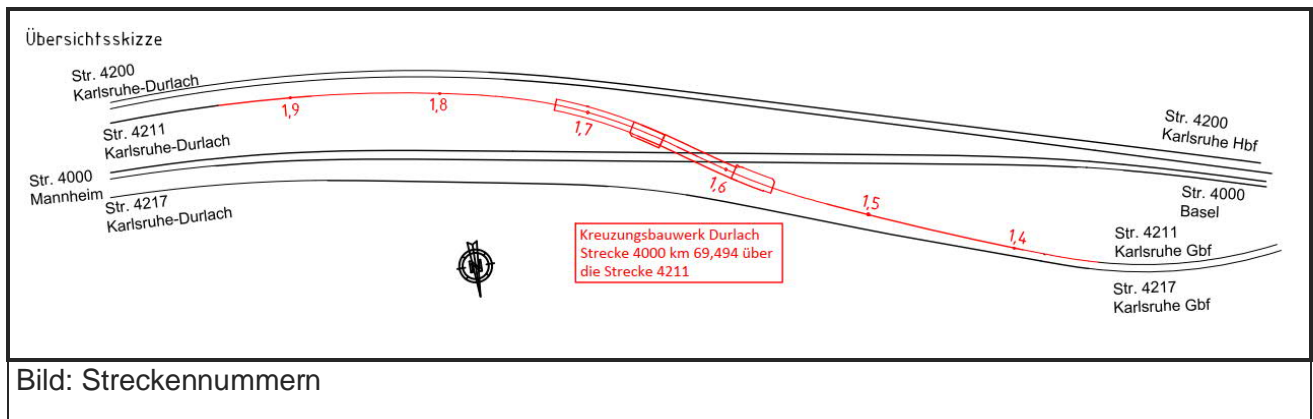 Übersichtsskizze
Str. 4200
Karlsruhe-Durlach
Str. 4211
Karlsruhe-Durlach
Str. 4000
Mannheim
Str. 4217
Karlsruhe-Durlach
1,9
1,8
1,7
1,6
1,5
1,4
Str. 4200
Karlsruhe Hbf
Str. 4000
Basel
Str. 4211
Karlsruhe Gbf
Str. 4217
Karlsruhe Gbf
Kreuzungsbauwerk Durlach
Strecke 4000 km 69,494 über
die Strecke 4211
N
Bild: Streckennummern